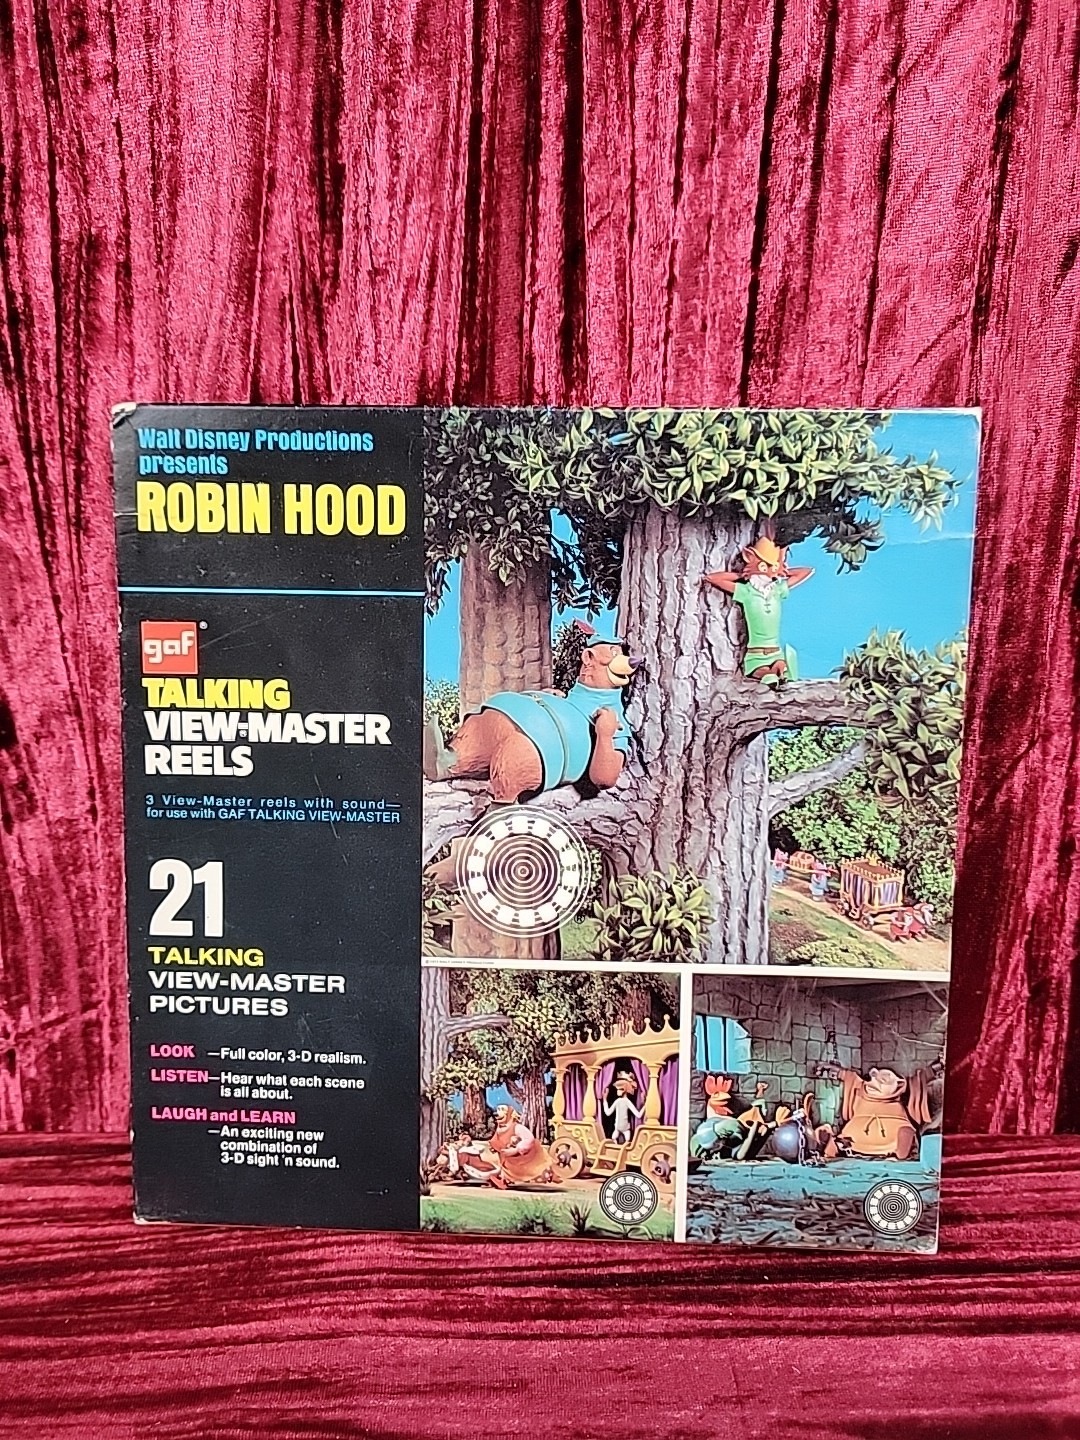 Walt Disney Productions
presents
ROBIN HOOD
gaf®
TALKING
VIEW-MASTER®
REELS
3 View-Master reels with sound—
for use with GAF TALKING VIEW-MASTER
21
TALKING
VIEW-MASTER
PICTURES
LOOK —Full color, 3-D realism.
LISTEN—Hear what each scene
is all about.
LAUGH and LEARN
—An exciting new
combination of
3-D sight 'n sound.
®